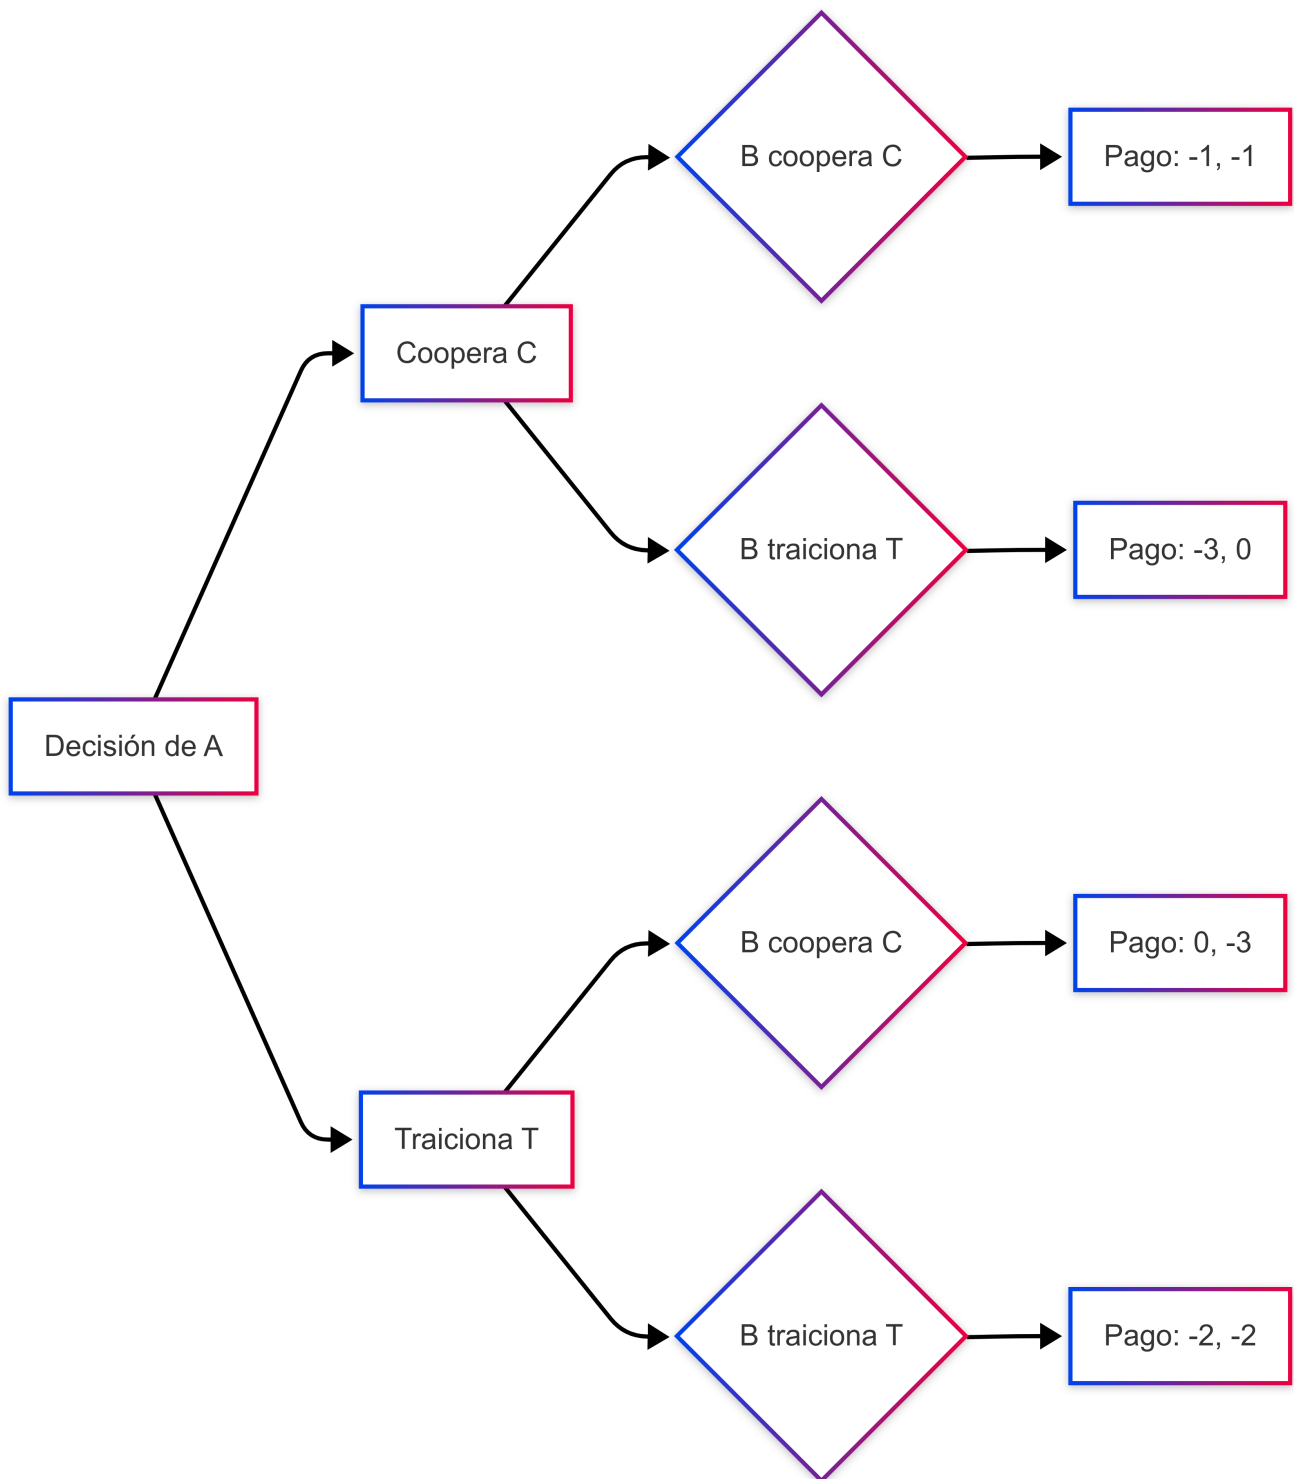 B coopera C
Pago: -1, -1
Coopera C
B traiciona T
Pago: -3, 0
Decisión de A
B coopera C
Pago: 0, -3
Traiciona T
B traiciona T
Pago: -2, -2